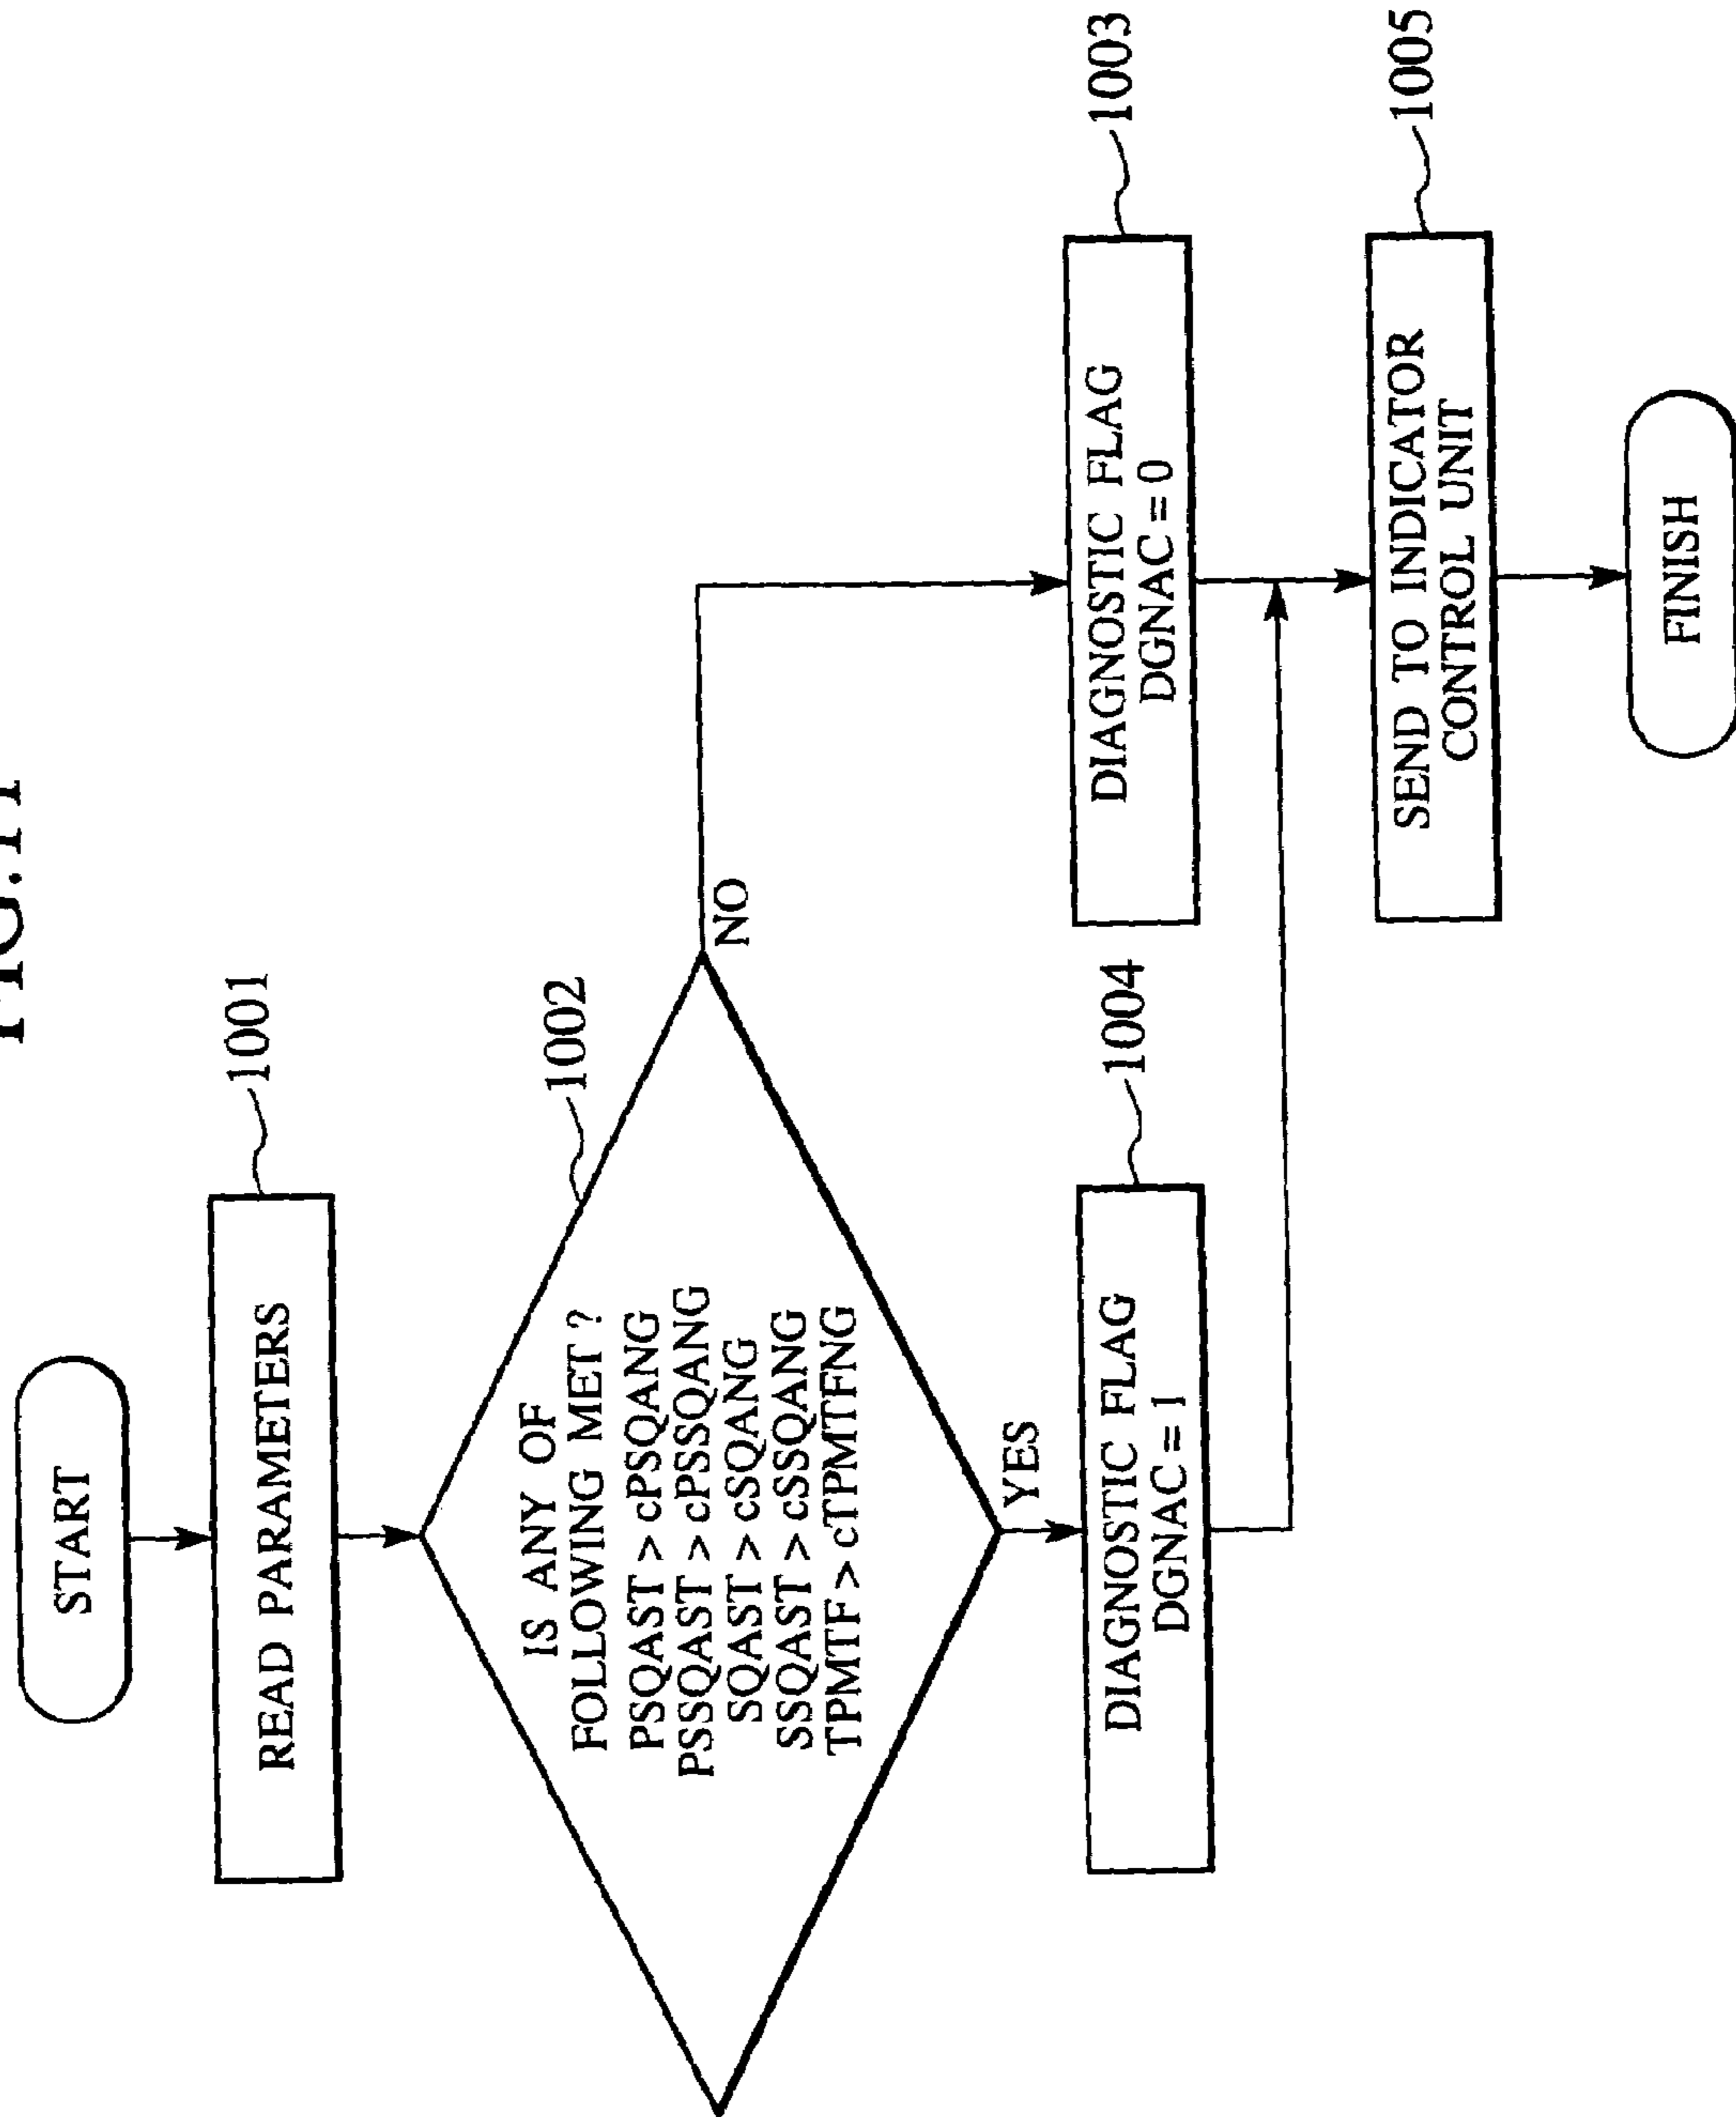 START
READ PARAMETERS
1001
IS ANY OF
FOLLOWING MET ?
PSQAST > cPSQANG
PSSQAST > cPSSQANG
SQAST > cSQANG
SSQAST > cSSQANG
TPMTF > cTPMTFNG
1002
NO
YES
DIAGNOSTIC FLAG
DGNAC = 1
1004
DIAGNOSTIC FLAG
DGNAC = 0
1003
SEND TO INDICATOR
CONTROL UNIT
1005
FINISH